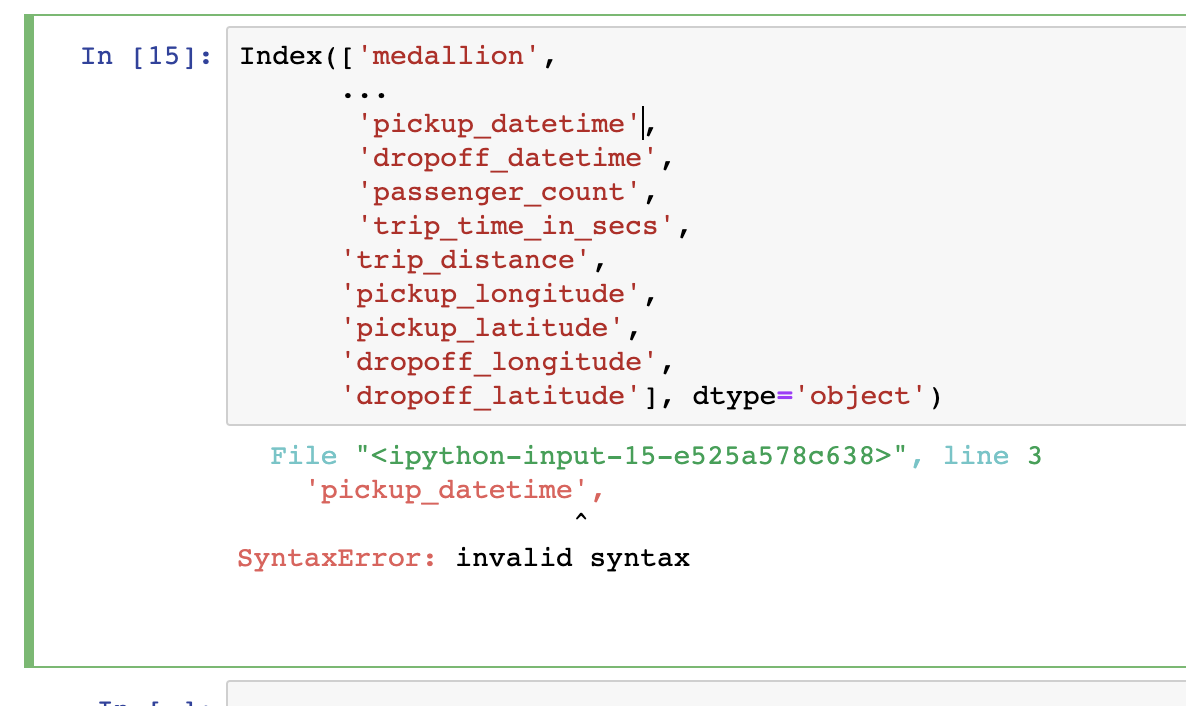 In [15]: Index(['medallion',
...
'pickup_datetime',
'dropoff_datetime',
'passenger_count',
'trip_time_in_secs',
'trip_distance',
'pickup_longitude',
'pickup_latitude',
'dropoff_longitude',
'dropoff_latitude'], dtype='object')
File "<ipython-input-15-e525a578c638>", line 3
'pickup_datetime',
^
SyntaxError: invalid syntax